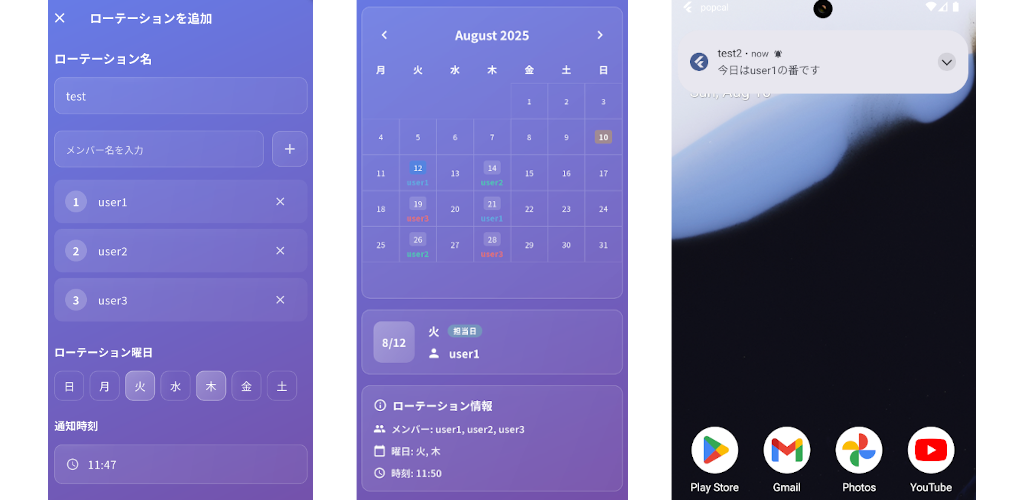 ローテーションを追加
ローテーション名
test
メンバー名を入力
1 user1
2 user2
3 user3
ローテーション曜日
日 月 火 水 木 金 土
通知時刻
11:47
August 2025
月 火 水 木 金 土 日
1 2 3
4 5 6 7 8 9 10
11 12 13 14 15 16 17
user1 user2
18 19 20 21 22 23 24
user3 user1
25 26 27 28 29 30 31
user2 user3
8/12
火 担当日
user1
ローテーション情報
メンバー: user1, user2, user3
曜日: 火, 木
時刻: 11:50
popcal
test2 • now
今日はuser1の番です
Sun, Aug 10
Play Store Gmail Photos YouTube